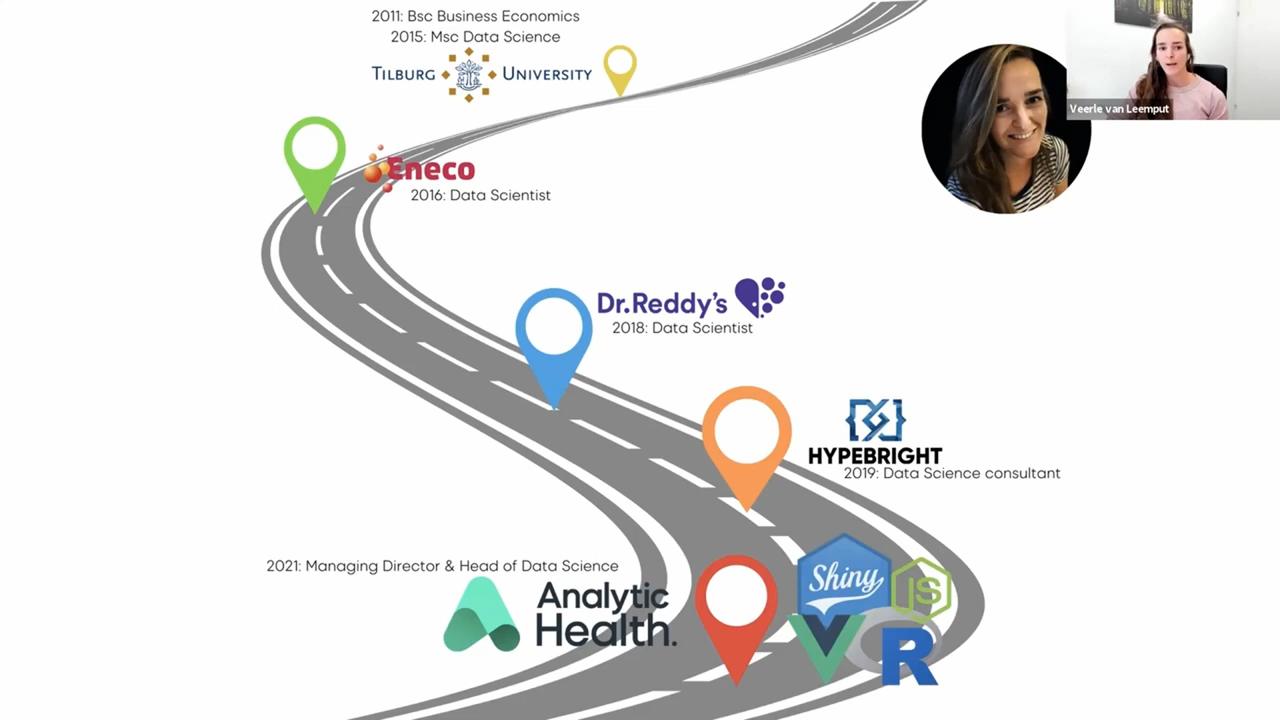 2011: Bsc Business Economics
2015: Msc Data Science
TILBURG UNIVERSITY
Veerle van Leemput
Eneco
2016: Data Scientist
Dr.Reddy's
2018: Data Scientist
HYPEBRIGHT
2019: Data Science consultant
2021: Managing Director & Head of Data Science
Analytic
Health.
Shiny
JS
R